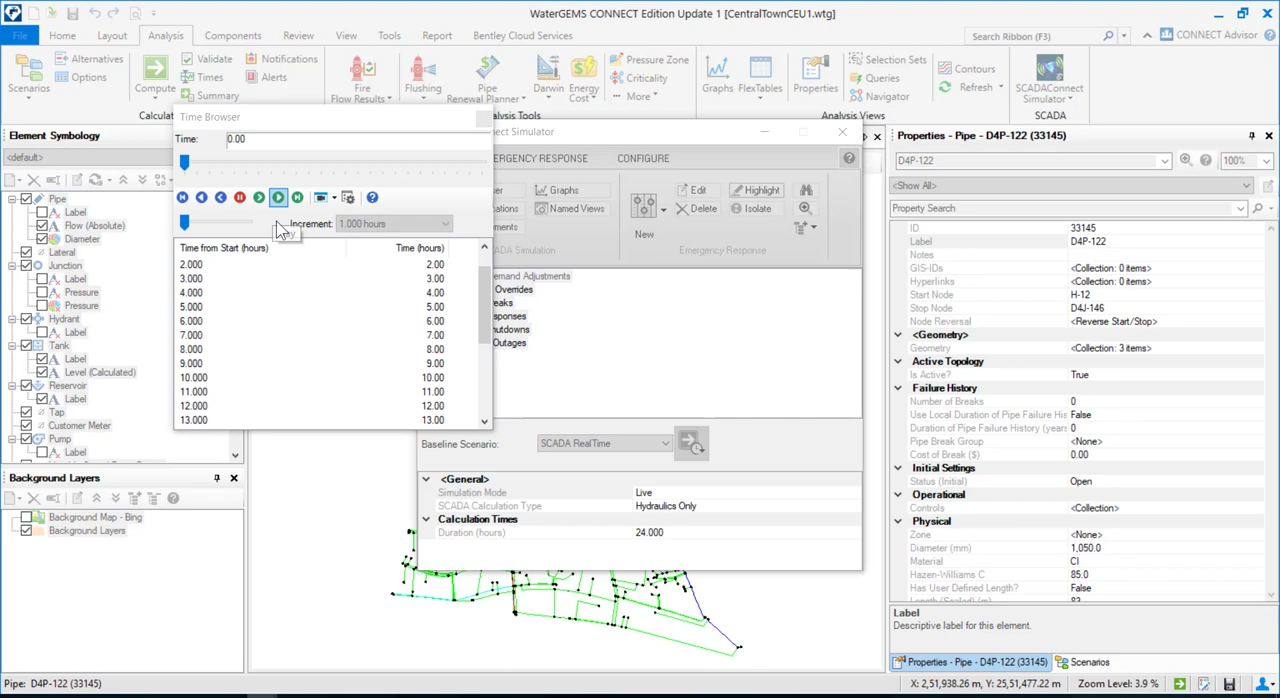 WaterGEMS CONNECT Edition Update 1 [CentralTownCEU1.wtg]
File Home Layout Analysis Components Review View Tools Report Bentley Cloud Services Search Ribbon (F3) CONNECT Advisor
Scenarios Alternatives Options Compute Validate Times Summary Notifications Alerts Fire Flow Results Flushing Pipe Renewal Planner Darwin Energy Cost Pressure Zone Criticality More Graphs FlexTables Properties Selection Sets Queries Navigator Contours Refresh SCADAConnect Simulator
Analysis Views SCADA
Element Symbology
<default>
Pipe
Label
Flow (Absolute)
Diameter
Lateral
Junction
Label
Pressure
Pressure
Hydrant
Label
Tank
Label
Level (Calculated)
Reservoir
Label
Tap
Customer Meter
Pump
Label
Background Layers
Background Map - Bing
Background Layers
Time Browser
Time: 0.00
Increment: 1.000 hours
Time from Start (hours) Time (hours)
2.000 2.00
3.000 3.00
4.000 4.00
5.000 5.00
6.000 6.00
7.000 7.00
8.000 8.00
9.000 9.00
10.000 10.00
11.000 11.00
12.000 12.00
13.000 13.00
Simulator
RESPONSE CONFIGURE
Graphs
Named Views
New
Edit
Delete
Highlight
Isolate
Emergency Response
Adjustments
Overrides
Outages
Baseline Scenario: SCADA RealTime
<General>
Simulation Mode Live
SCADA Calculation Type Hydraulics Only
Calculation Times
Duration (hours) 24.000
Properties - Pipe - D4P-122 (33145)
D4P-122 100%
<Show All>
Property Search
ID 33145
Label D4P-122
Notes
GIS-IDs <Collection: 0 items>
Hyperlinks <Collection: 0 items>
Start Node H-12
Stop Node D4J-146
Node Reversal <Reverse Start/Stop>
<Geometry>
Geometry <Collection: 3 items>
Active Topology
Is Active? True
Failure History
Number of Breaks 0
Use Local Duration of Pipe Failure His False
Duration of Pipe Failure History (years 0
Pipe Break Group <None>
Cost of Break ($) 0.00
Initial Settings
Status (Initial) Open
Operational
Controls <Collection>
Physical
Zone <None>
Diameter (mm) 1,050.0
Material CI
Hazen-Williams C 85.0
Has User Defined Length? False
Length (Scaled) (m) 83
Label
Descriptive label for this element.
Properties - Pipe - D4P-122 (33145) Scenarios
Pipe: D4P-122 (33145) X: 2,51,938.26 m, Y: 25,51,477.22 m Zoom Level: 3.9 %